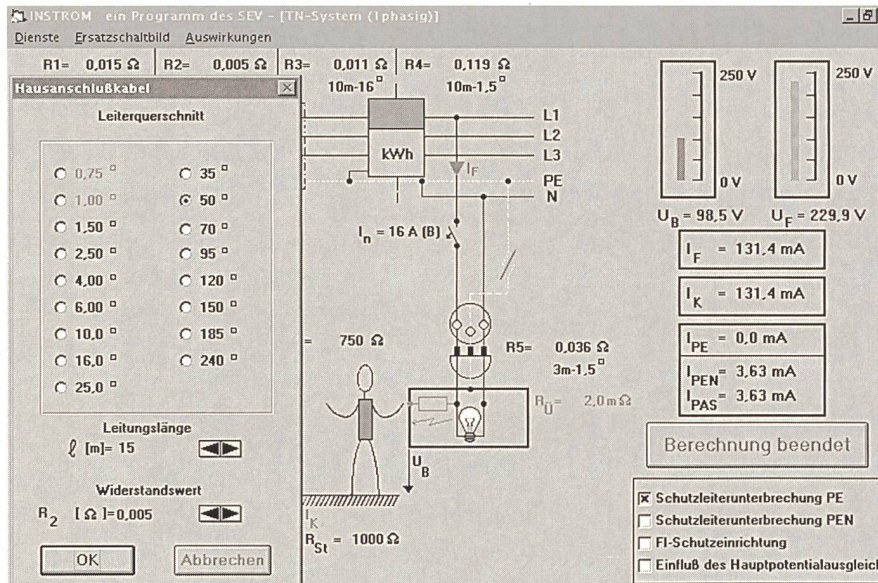 INSTROM ein Programm des SEV - [TN-System (1phasig)]
Dienste Ersatzschaltbild Auswirkungen
R1= 0,015 Ω R2= 0,005 Ω R3= 0,011 Ω R4= 0,119 Ω
10m-16□ 10m-1,5□
Hausanschlußkabel
Leiterquerschnitt
0,75 □ 35 □
1,00 □ 50 □
1,50 □ 70 □
2,50 □ 95 □
4,00 □ 120 □
6,00 □ 150 □
10,0 □ 185 □
16,0 □ 240 □
25,0 □
Leitungslänge
ℓ [m]= 15
Widerstandswert
R2 [Ω]=0,005
OK Abbrechen
kWh
L1
L2
L3
PE
N
IF
In = 16 A (B)
= 750 Ω
R5= 0,036 Ω
3m-1,5□
RÜ= 2,0mΩ
UB
IK
RSt = 1000 Ω
250 V 250 V
0 V 0 V
UB = 98,5 V UF = 229,9 V
IF = 131,4 mA
IK = 131,4 mA
IPE = 0,0 mA
IPEN= 3,63 mA
IPAS= 3,63 mA
Berechnung beendet
Schutzleiterunterbrechung PE
Schutzleiterunterbrechung PEN
FI-Schutzeinrichtung
Einfluß des Hauptpotentialausgleic